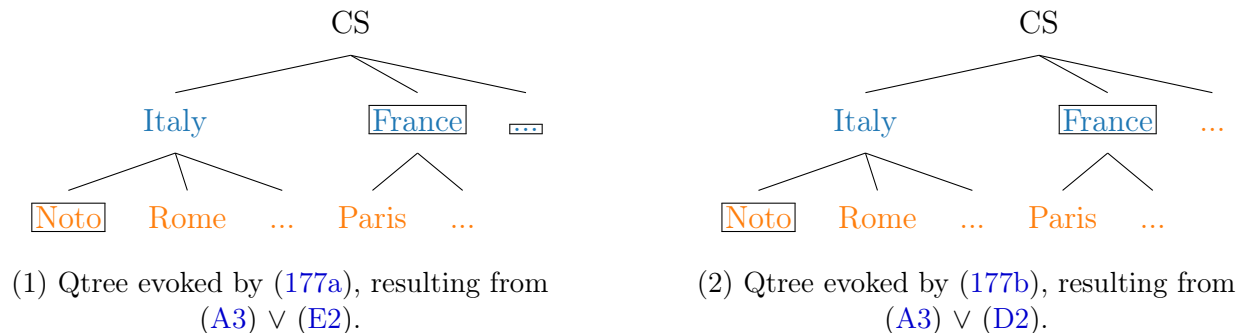 CS CS
Italy France ... Italy France ...
Noto Rome ... Paris ... Noto Rome ... Paris ...
(1) Qtree evoked by (177a), resulting from (2) Qtree evoked by (177b), resulting from
(A3) ∨ (E2). (A3) ∨ (D2).